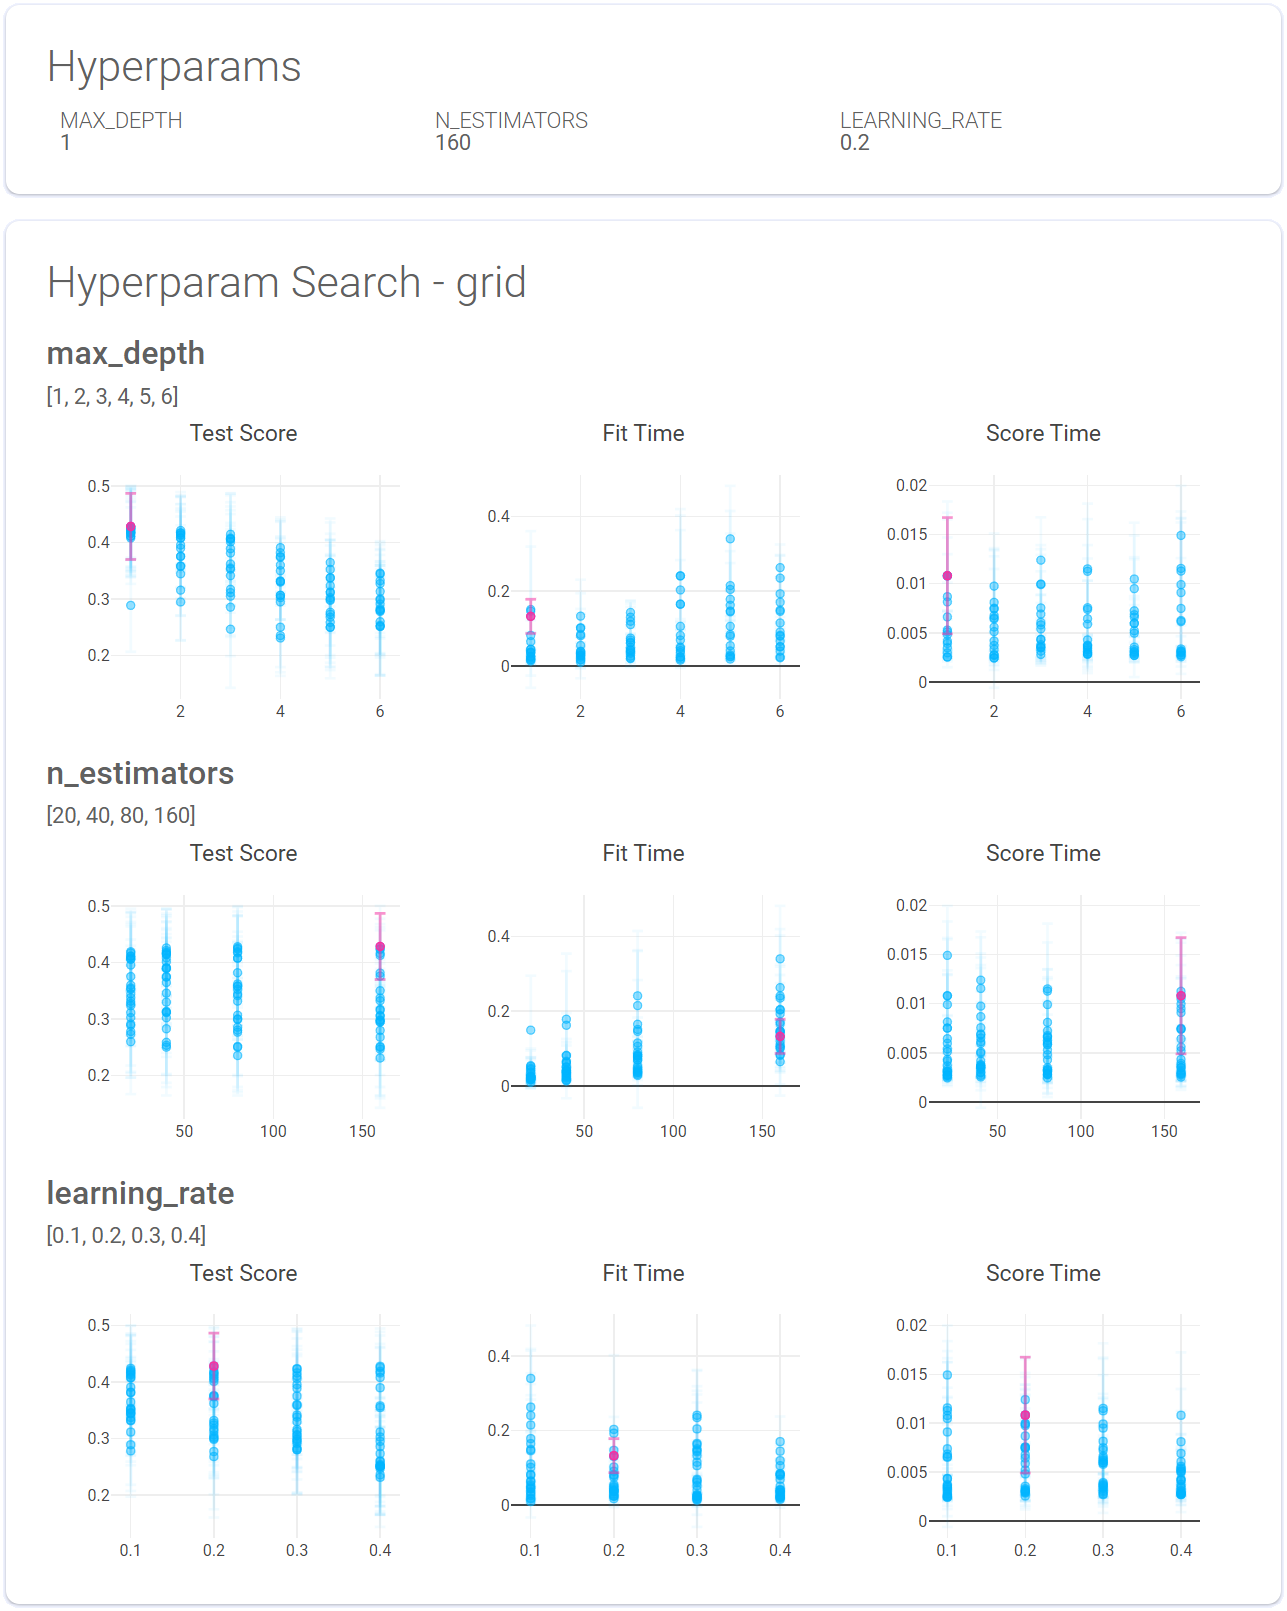 Hyperparams
MAX_DEPTH N_ESTIMATORS LEARNING_RATE
1 160 0.2
Hyperparam Search - grid
max_depth
[1, 2, 3, 4, 5, 6]
Test Score Fit Time Score Time
0.5
0.4
0.3
0.2
2 4 6
0.4
0.2
0
2 4 6
0.02
0.015
0.01
0.005
0
2 4 6
n_estimators
[20, 40, 80, 160]
Test Score Fit Time Score Time
0.5
0.4
0.3
0.2
50 100 150
0.4
0.2
0
50 100 150
0.02
0.015
0.01
0.005
0
50 100 150
learning_rate
[0.1, 0.2, 0.3, 0.4]
Test Score Fit Time Score Time
0.5
0.4
0.3
0.2
0.1 0.2 0.3 0.4
0.4
0.2
0
0.1 0.2 0.3 0.4
0.02
0.015
0.01
0.005
0
0.1 0.2 0.3 0.4